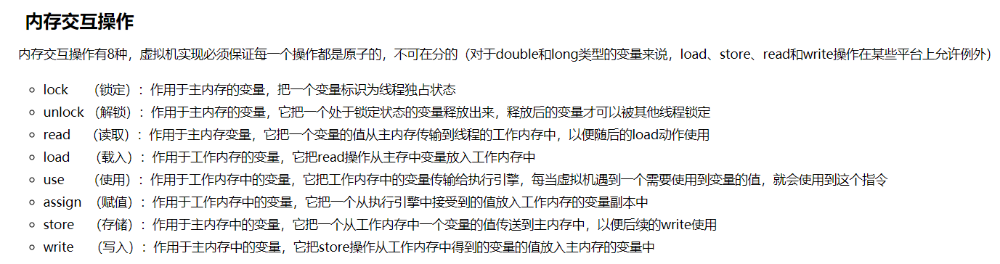 内存交互操作
内存交互操作有8种，虚拟机实现必须保证每一个操作都是原子的，不可在分的（对于double和long类型的变量来说，load、store、read和write操作在某些平台上允许例外）
lock （锁定）：作用于主内存的变量，把一个变量标识为线程独占状态
unlock （解锁）：作用于主内存的变量，它把一个处于锁定状态的变量释放出来，释放后的变量才可以被其他线程锁定
read （读取）：作用于主内存变量，它把一个变量的值从主内存传输到线程的工作内存中，以便随后的load动作使用
load （载入）：作用于工作内存的变量，它把read操作从主存中变量放入工作内存中
use （使用）：作用于工作内存中的变量，它把工作内存中的变量传输给执行引擎，每当虚拟机遇到一个需要使用到变量的值，就会使用到这个指令
assign （赋值）：作用于工作内存中的变量，它把一个从执行引擎中接受到的值放入工作内存的变量副本中
store （存储）：作用于主内存中的变量，它把一个从工作内存中一个变量的值传送到主内存中，以便后续的write使用
write （写入）：作用于主内存中的变量，它把store操作从工作内存中得到的变量的值放入主内存的变量中